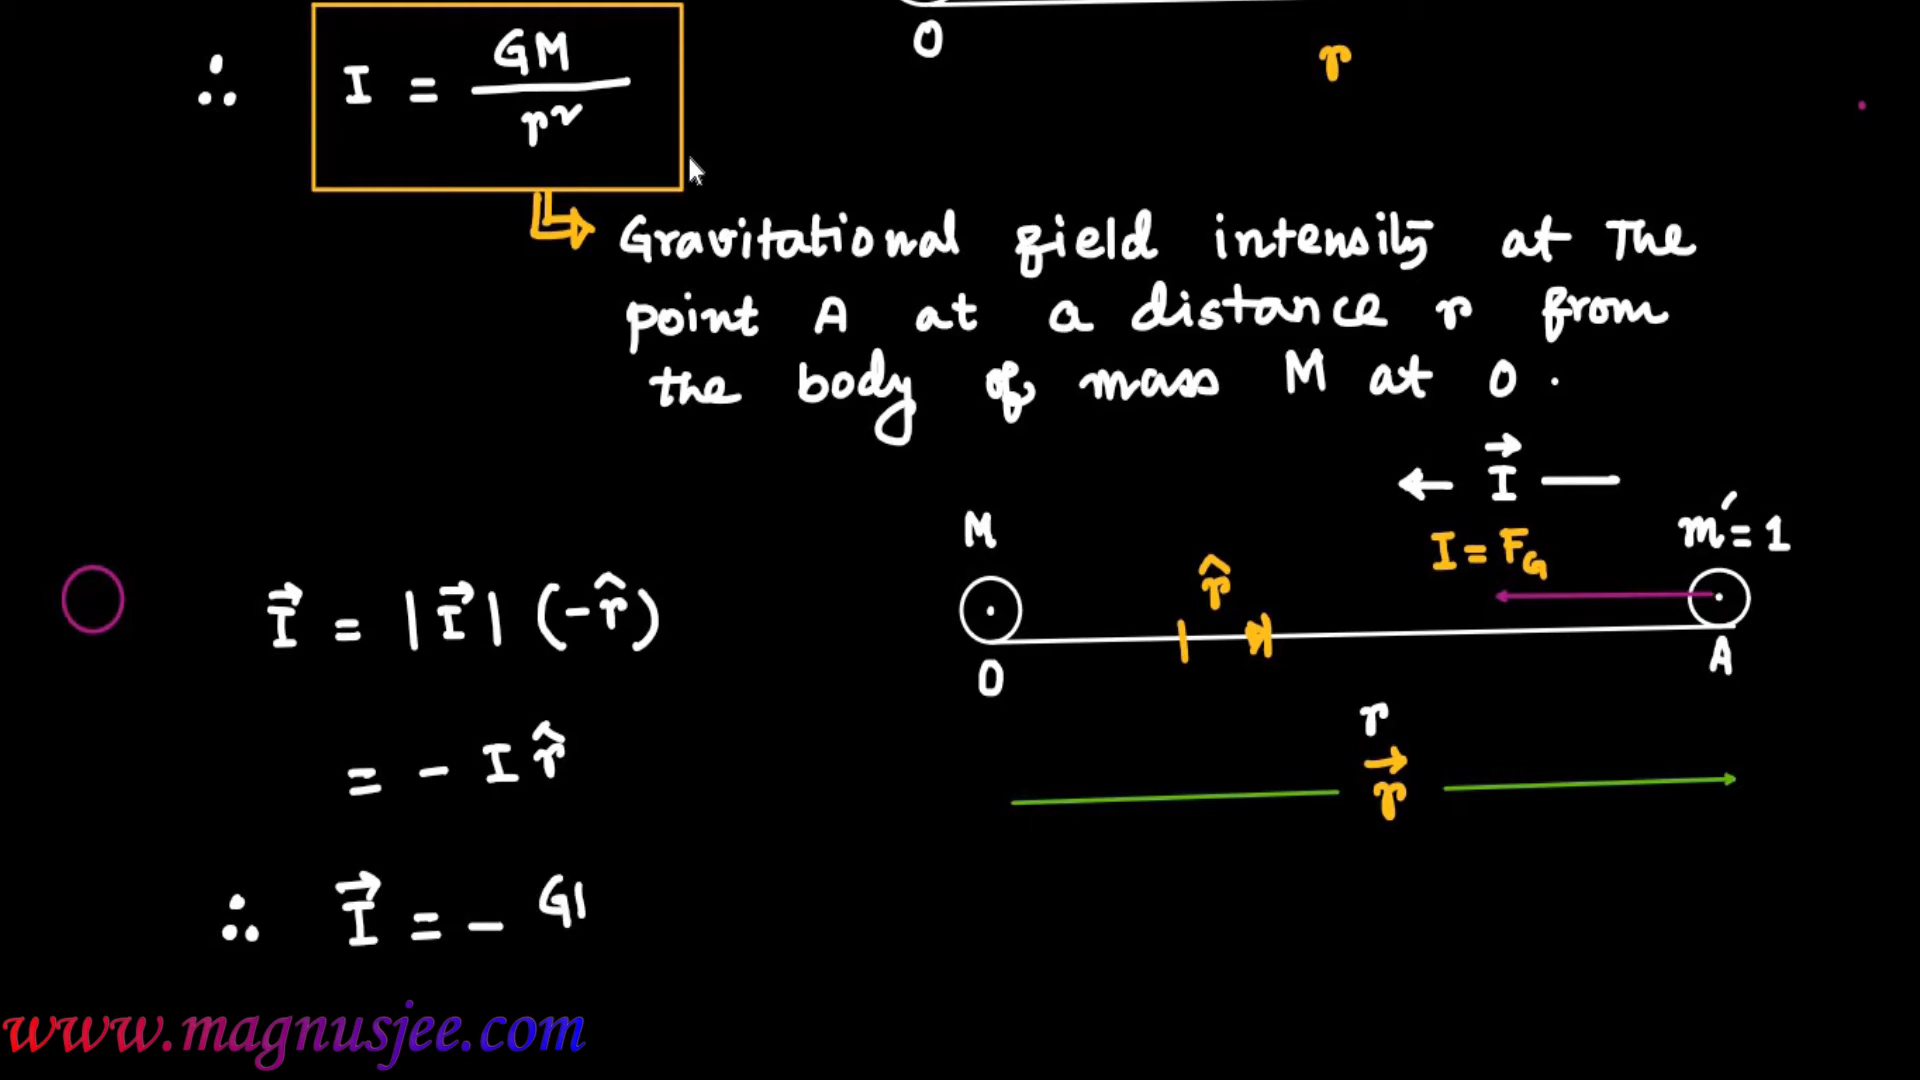 O
r
∴ I = GM / r²
Gravitational field intensity at The
point A at a distance r from
the body of mass M at O.
← I⃗ —
M
m' = 1
I = F_G
r̂
I⃗ = |I⃗| (-r̂)
O
A
r
= - I r̂
r⃗
∴ I⃗ = - G
www.magnusjee.com